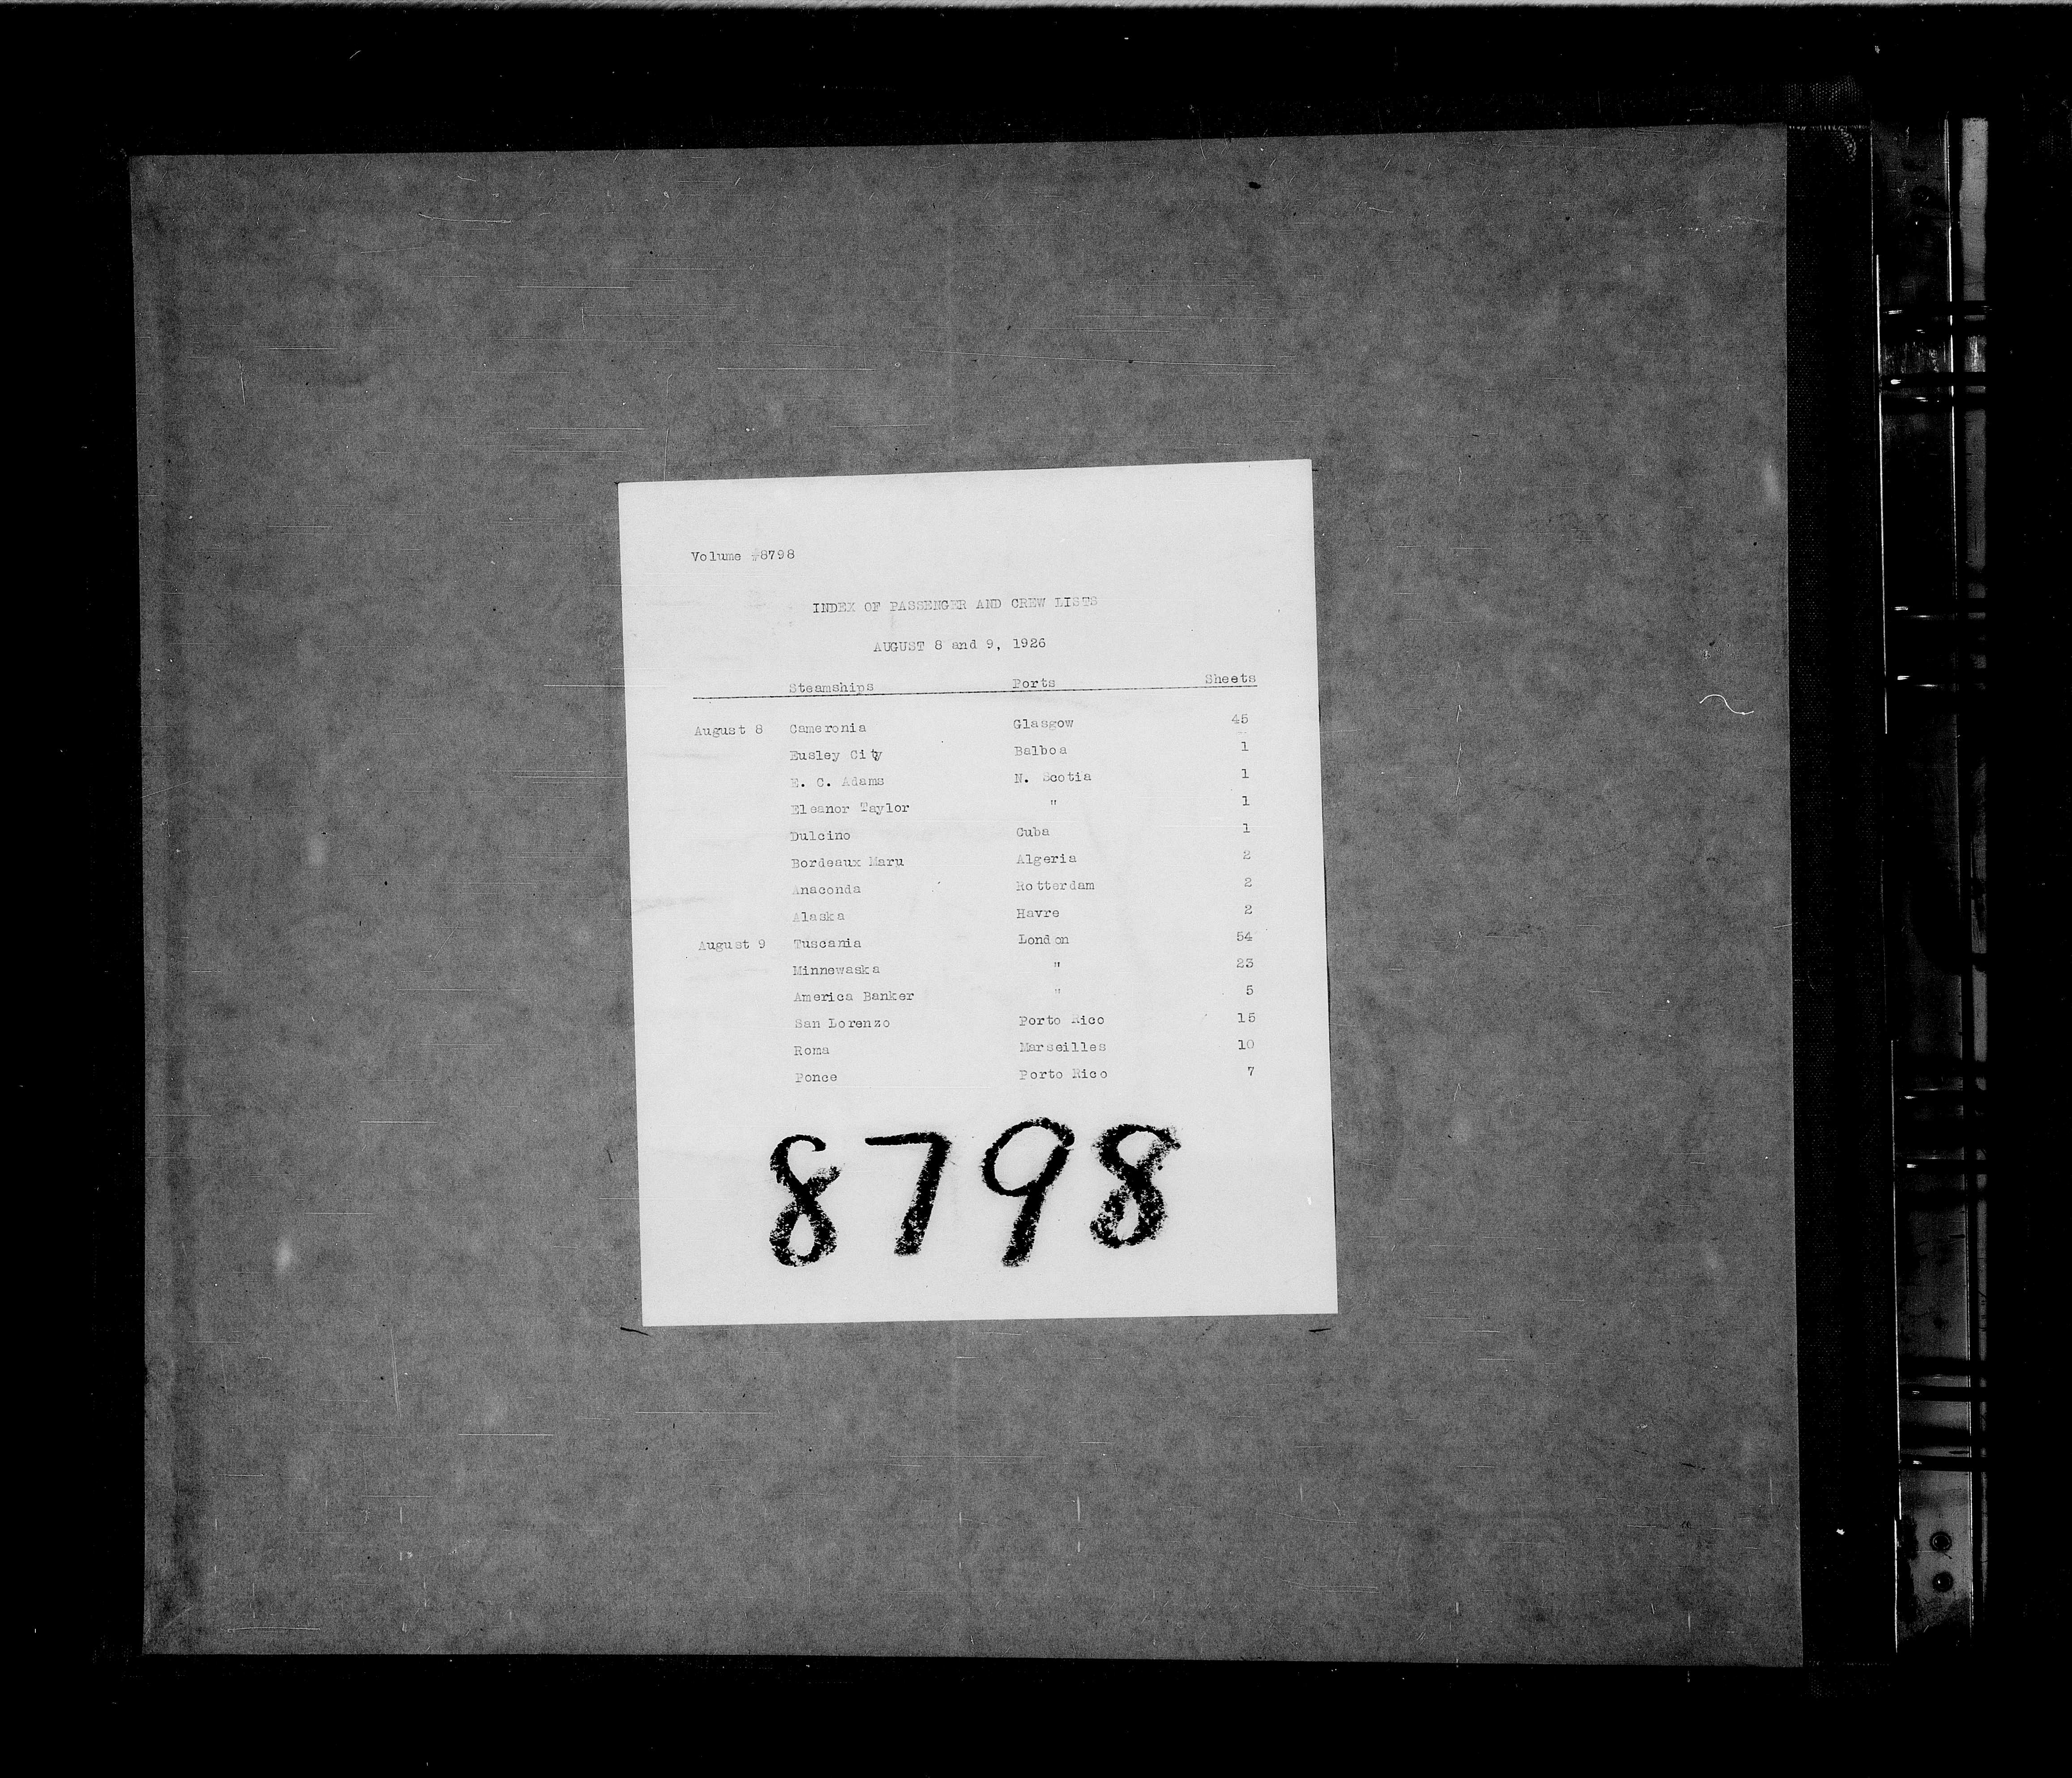 Volume #8798
INDEX OF PASSENGER AND CREW LISTS
AUGUST 8 and 9, 1926
Steamships Ports Sheets
August 8 Cameronia Glasgow 45
Eusley City Balboa 1
E. C. Adams N. Scotia 1
Eleanor Taylor " 1
Dulcino Cuba 1
Bordeaux Maru Algeria 2
Anaconda Rotterdam 2
Alaska Havre 2
August 9 Tuscania London 54
Minnewaska " 23
America Banker " 5
San Lorenzo Porto Rico 15
Roma Marseilles 10
Ponce Porto Rico 7
8798